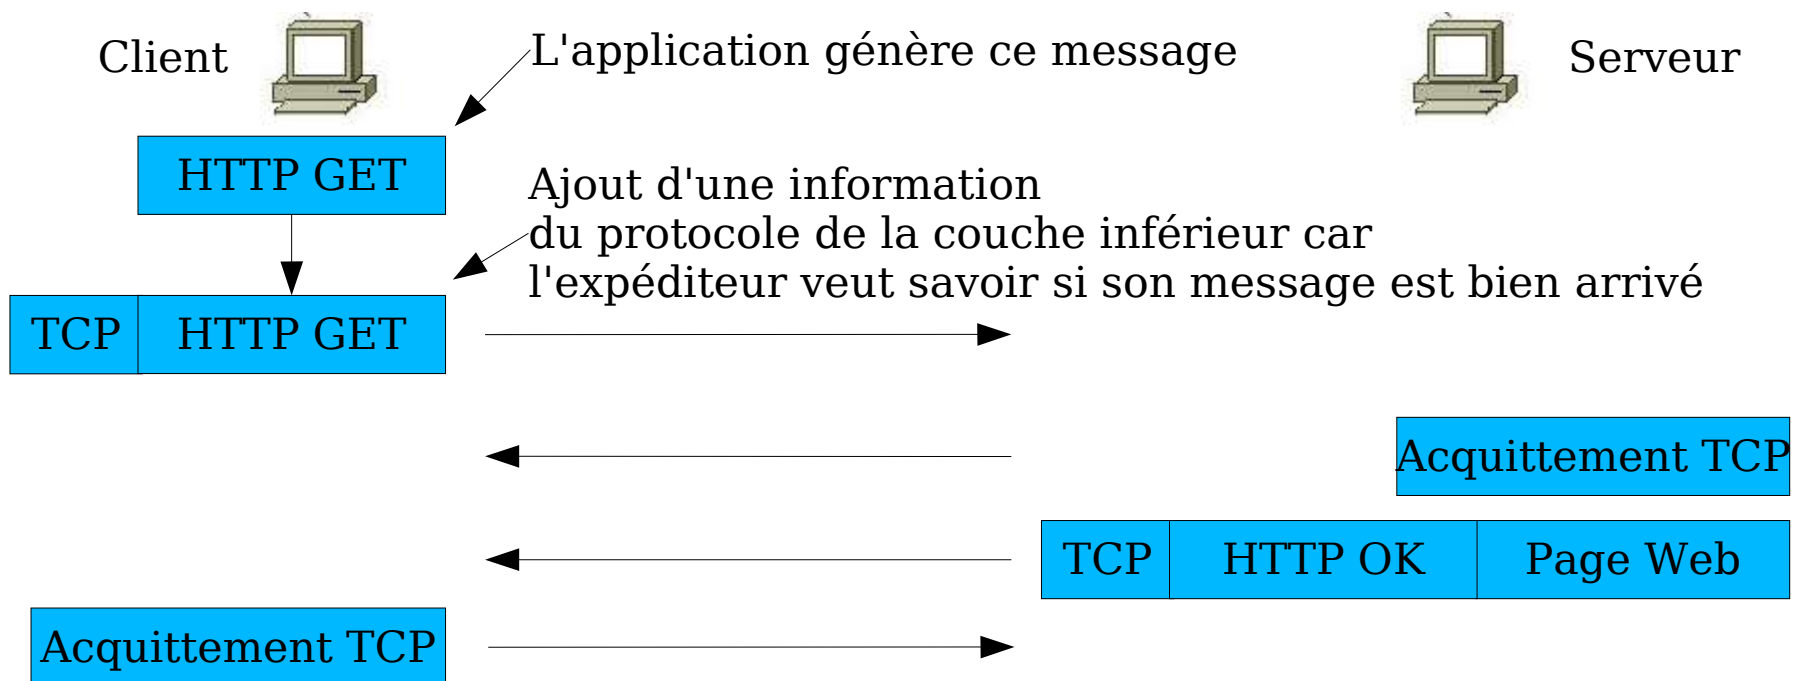 Client
L'application génère ce message
Serveur
HTTP GET
Ajout d'une information
du protocole de la couche inférieur car
l'expéditeur veut savoir si son message est bien arrivé
TCP HTTP GET
Acquittement TCP
TCP HTTP OK Page Web
Acquittement TCP